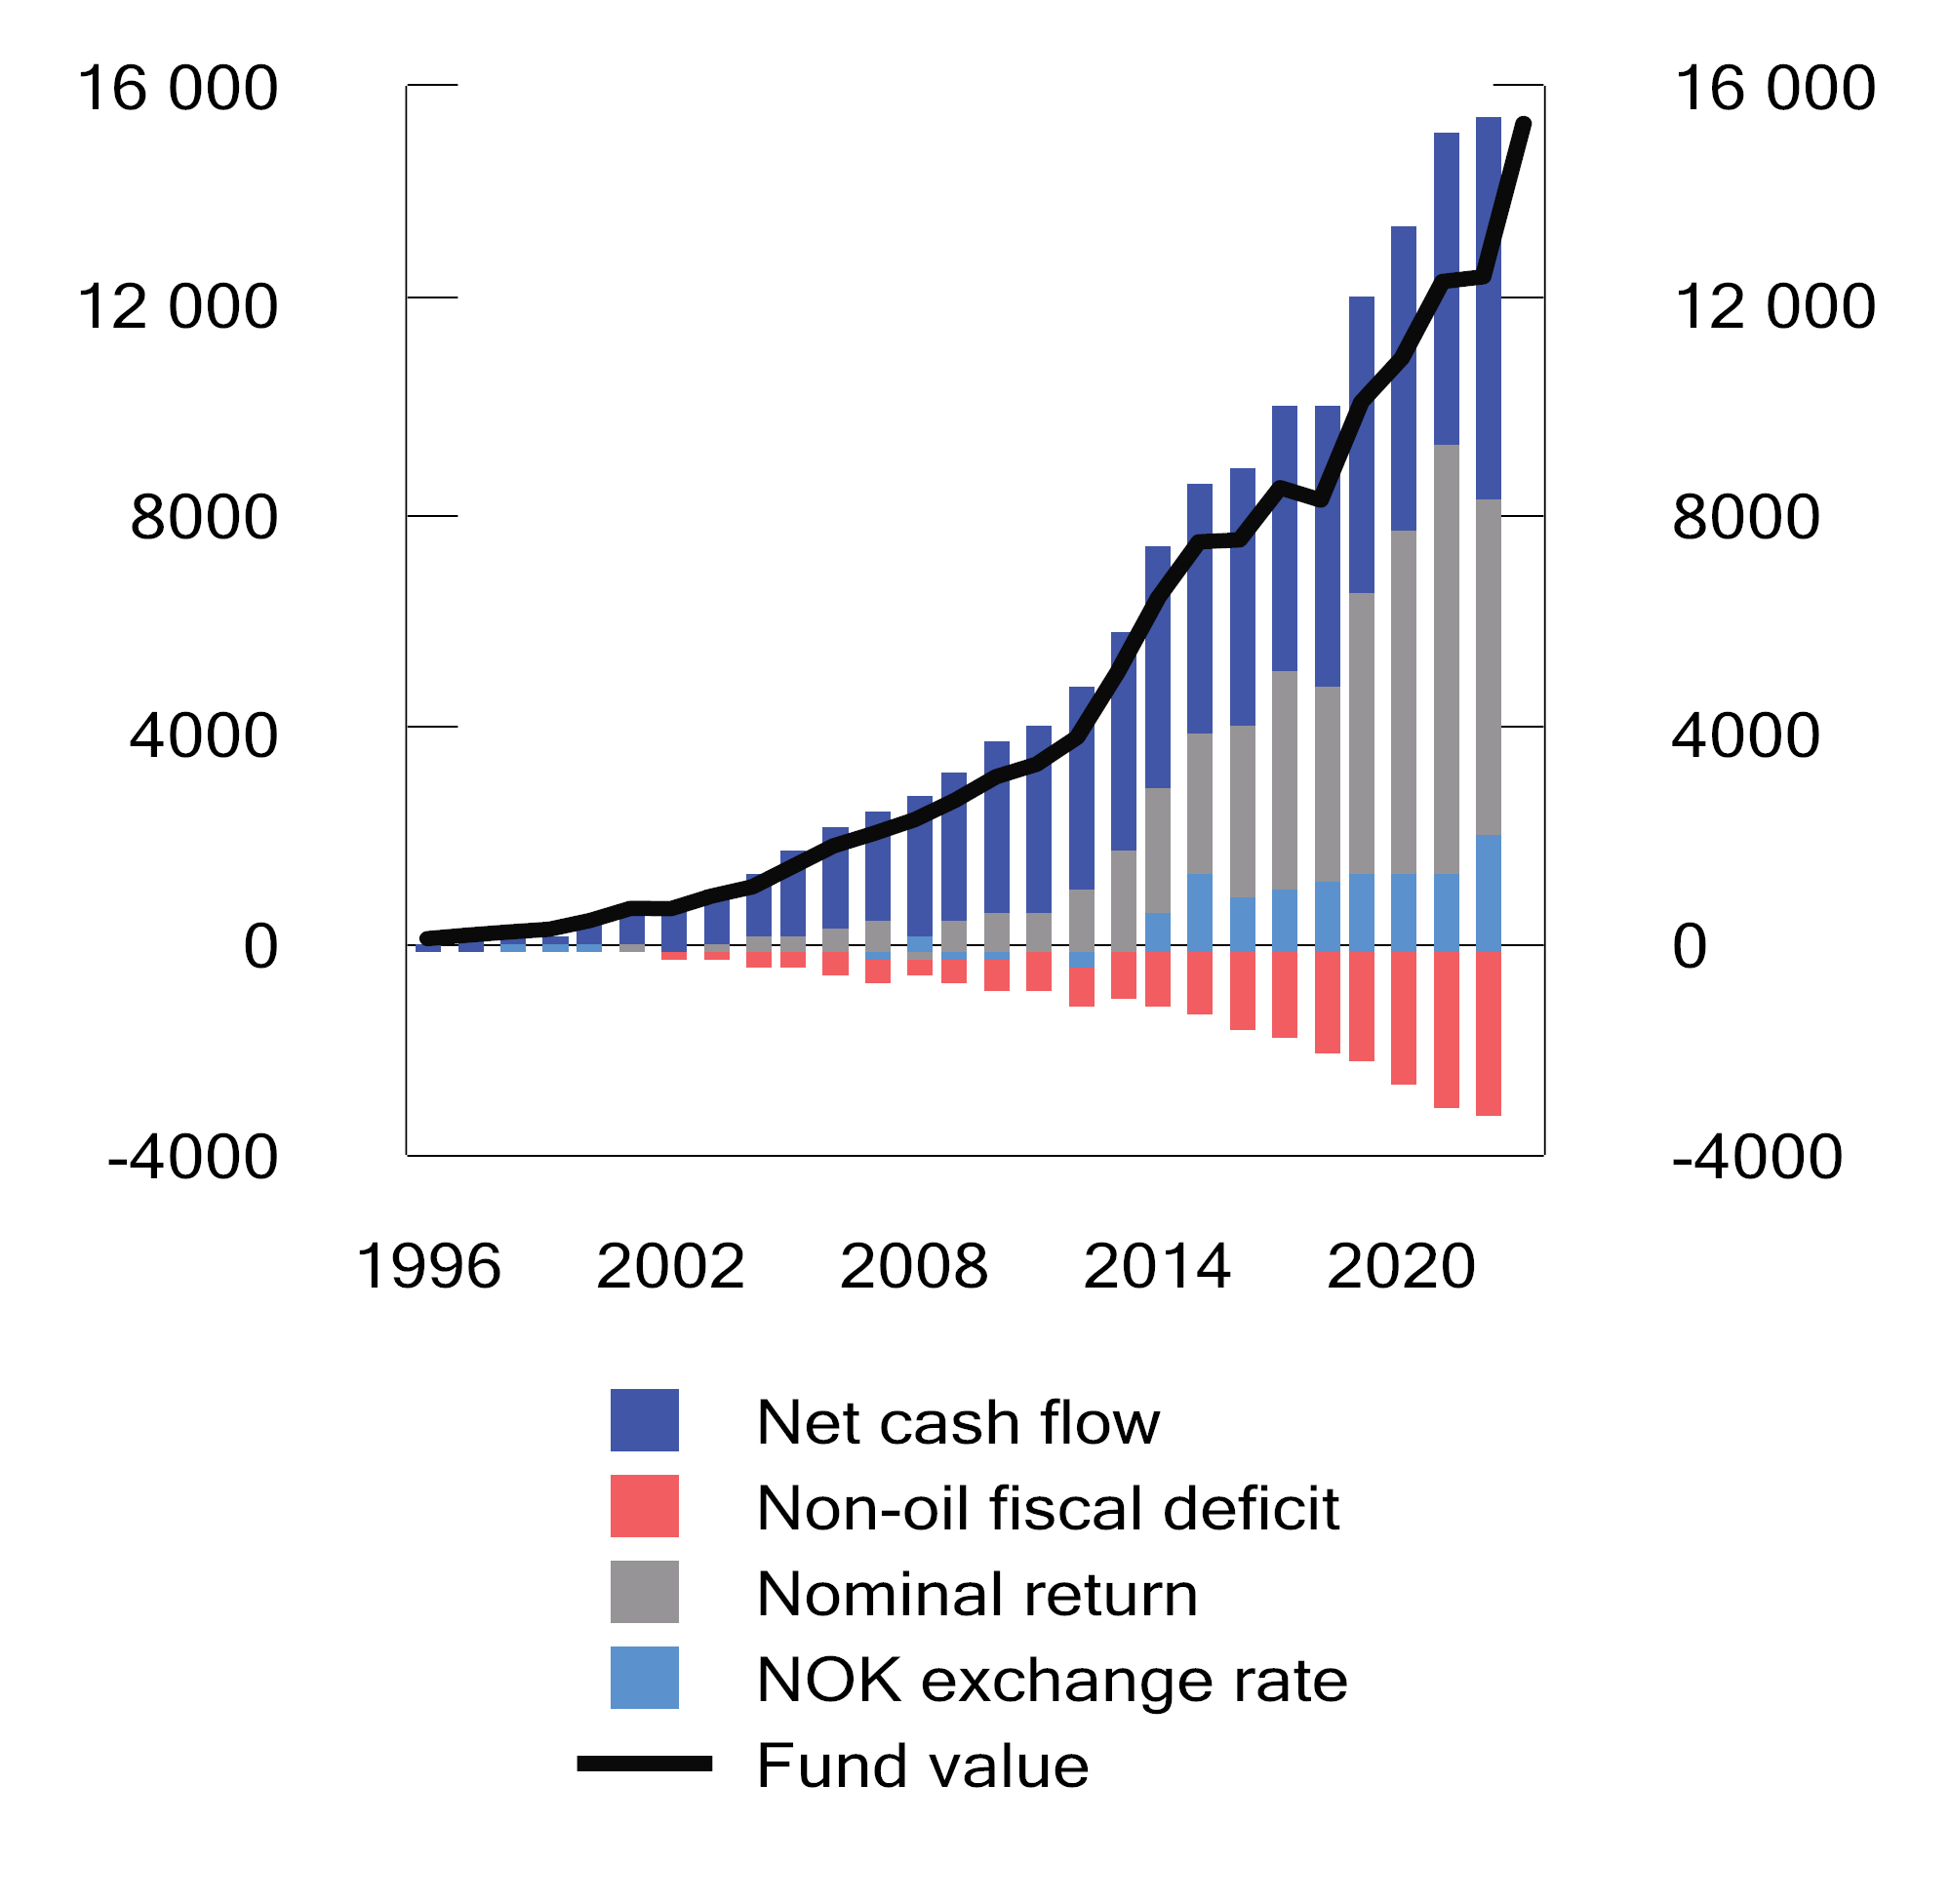 16 000 16 000
12 000 12 000
8000 8000
4000 4000
0 0
-4000 -4000
1996 2002 2008 2014 2020
Net cash flow
Non-oil fiscal deficit
Nominal return
NOK exchange rate
Fund value